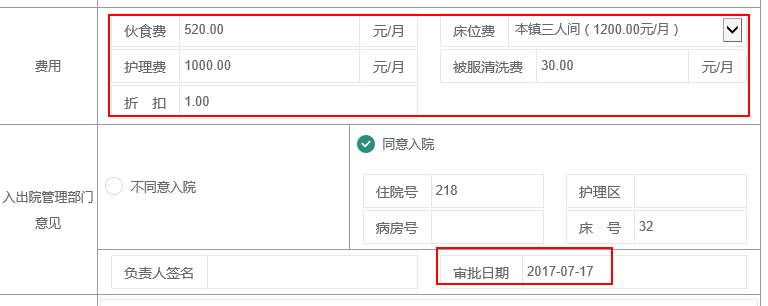 伙食费 520.00 元/月 床位费 本镇三人间（1200.00元/月）
费用 护理费 1000.00 元/月 被服清洗费 30.00 元/月
折 扣 1.00
同意入院
不同意入院
入出院管理部门
意见
住院号 218 护理区
病房号 床 号 32
负责人签名 审批日期 2017-07-17